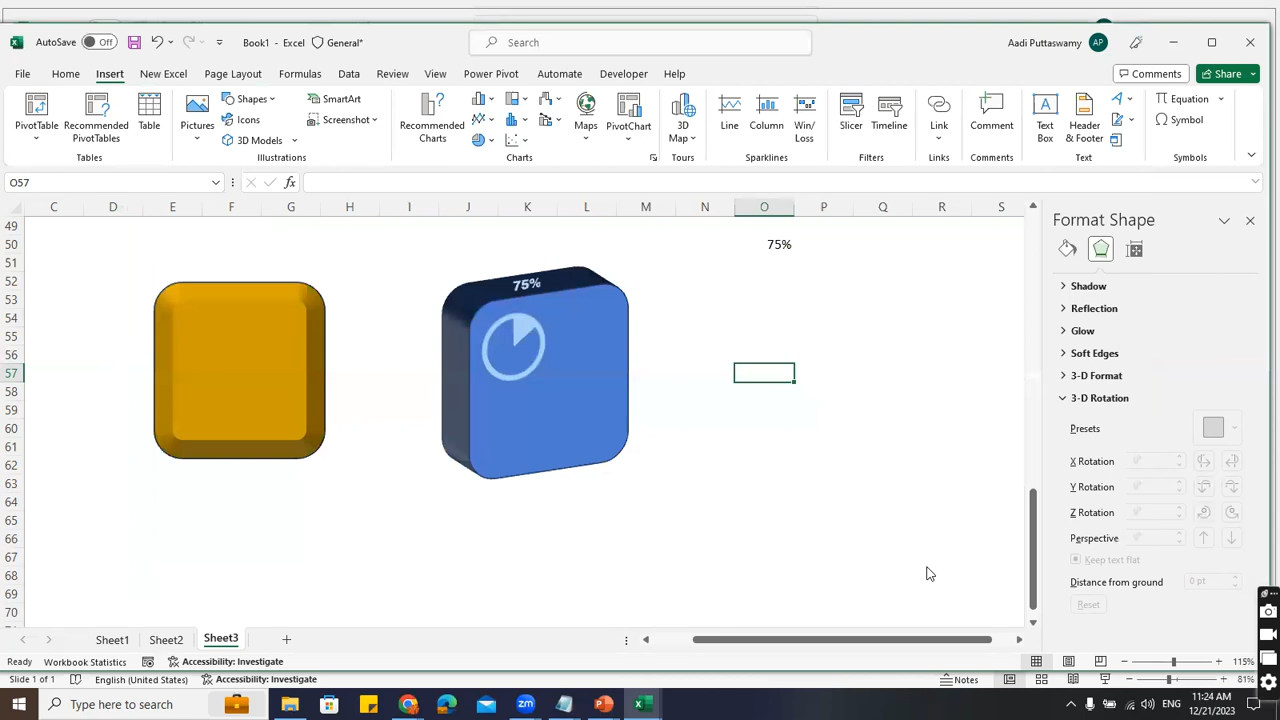 AutoSave Off Book1 - Excel General* Search Aadi Puttaswamy AP
File Home Insert New Excel Page Layout Formulas Data Review View Power Pivot Automate Developer Help Comments Share
PivotTable Recommended PivotTables Table Pictures Shapes Icons 3D Models SmartArt Screenshot Recommended Charts Maps PivotChart 3D Map Line Column Win/Loss Slicer Timeline Link Comment Text Box Header & Footer Equation Symbol
Tables Illustrations Charts Tours Sparklines Filters Links Comments Text Symbols
O57 fx
C D E F G H I J K L M N O P Q R S
49
50 75%
51
52 75%
53
54
55
56
57
58
59
60
61
62
63
64
65
66
67
68
69
70
Format Shape
Shadow
Reflection
Glow
Soft Edges
3-D Format
3-D Rotation
Presets
X Rotation
Y Rotation
Z Rotation
Perspective
Keep text flat
Distance from ground 0 pt
Reset
Sheet1 Sheet2 Sheet3
Ready Workbook Statistics Accessibility: Investigate 115%
Slide 1 of 1 English (United States) Accessibility: Investigate Notes 81%
Type here to search zm 11:24 AM
12/21/2023